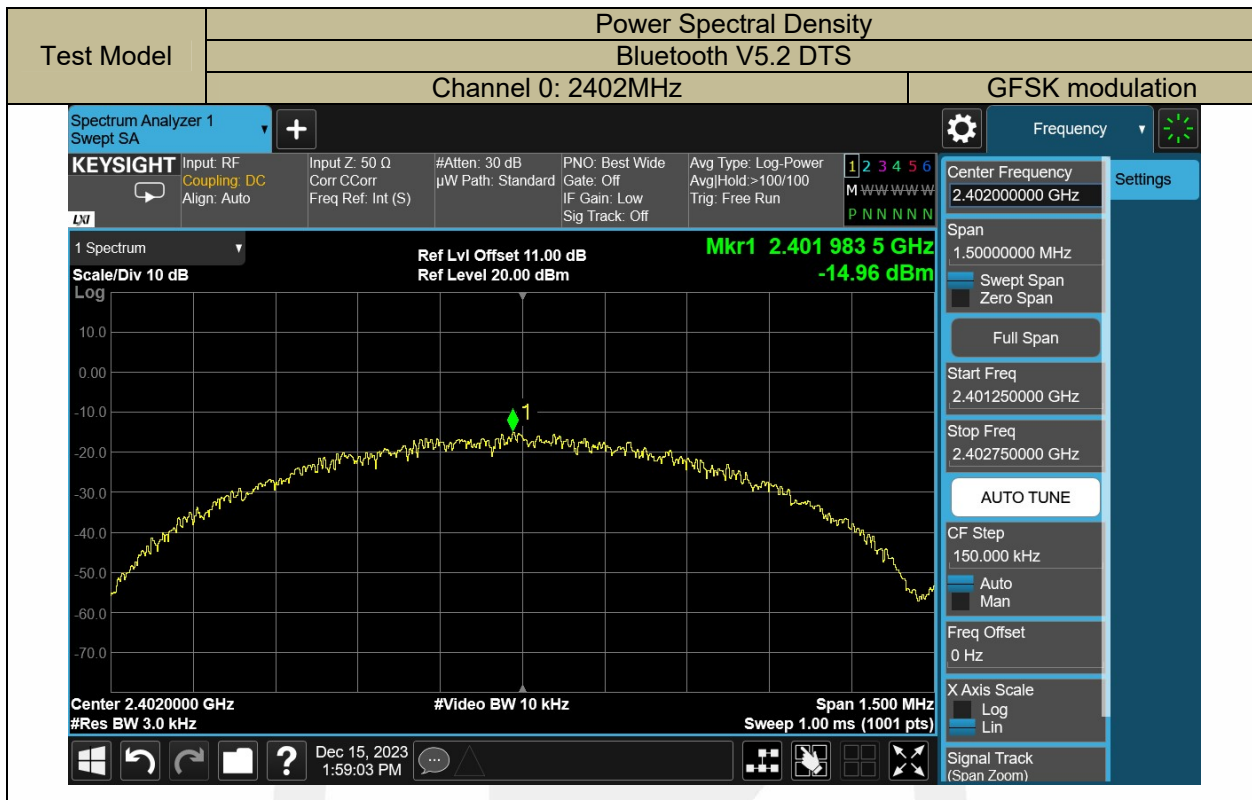 Test Model
Power Spectral Density
Bluetooth V5.2 DTS
Channel 0: 2402MHz
GFSK modulation
Spectrum Analyzer 1
Swept SA
+
Frequency
KEYSIGHT
LXI
Input: RF
Coupling: DC
Align: Auto
Input Z: 50 Ω
Corr CCorr
Freq Ref: Int (S)
#Atten: 30 dB
µW Path: Standard
PNO: Best Wide
Gate: Off
IF Gain: Low
Sig Track: Off
Avg Type: Log-Power
Avg|Hold:>100/100
Trig: Free Run
1 2 3 4 5 6
M W W W W W
P N N N N N
1 Spectrum
Scale/Div 10 dB
Ref Lvl Offset 11.00 dB
Ref Level 20.00 dBm
Mkr1 2.401 983 5 GHz
-14.96 dBm
Log
10.0
0.00
-10.0
-20.0
-30.0
-40.0
-50.0
-60.0
-70.0
1
Center 2.4020000 GHz
#Video BW 10 kHz
Span 1.500 MHz
#Res BW 3.0 kHz
Sweep 1.00 ms (1001 pts)
?
Dec 15, 2023
1:59:03 PM
Center Frequency
2.402000000 GHz
Settings
Span
1.50000000 MHz
Swept Span
Zero Span
Full Span
Start Freq
2.401250000 GHz
Stop Freq
2.402750000 GHz
AUTO TUNE
CF Step
150.000 kHz
Auto
Man
Freq Offset
0 Hz
X Axis Scale
Log
Lin
Signal Track
(Span Zoom)